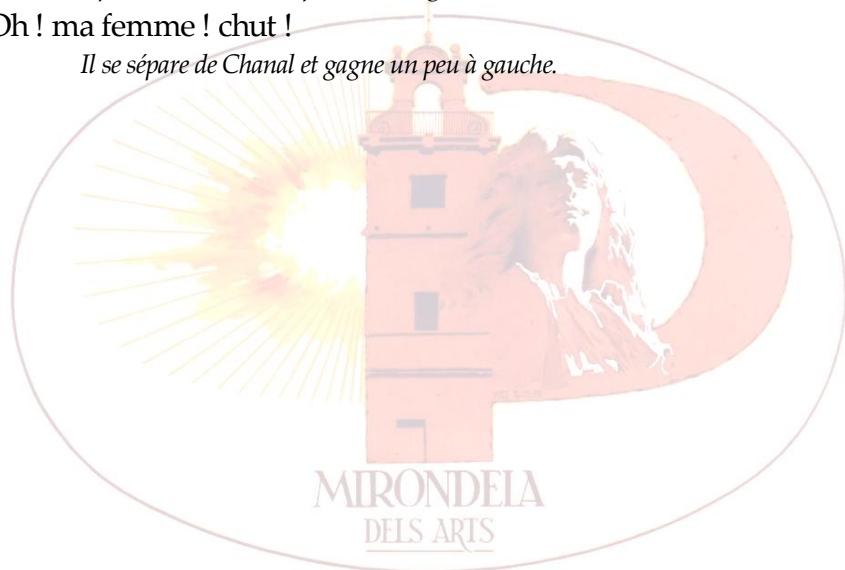 Oh ! ma femme ! chut !
Il se sépare de Chanal et gagne un peu à gauche.
MIRONDELA
DELS ARTS